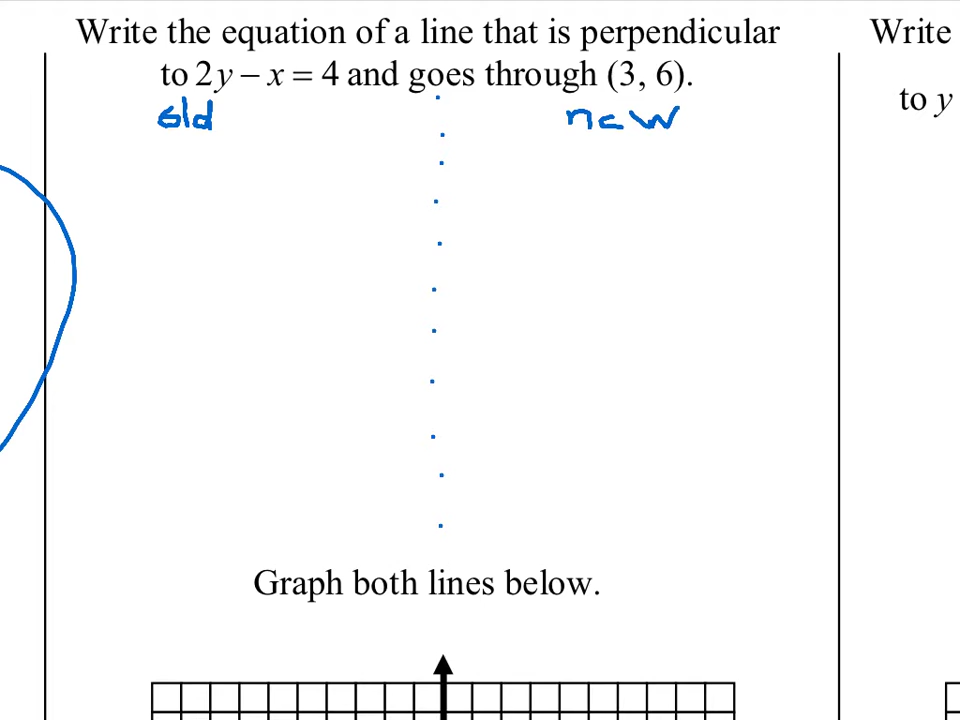 Write the equation of a line that is perpendicular
to 2y – x = 4 and goes through (3, 6).
old
new
Graph both lines below.
Write
to y